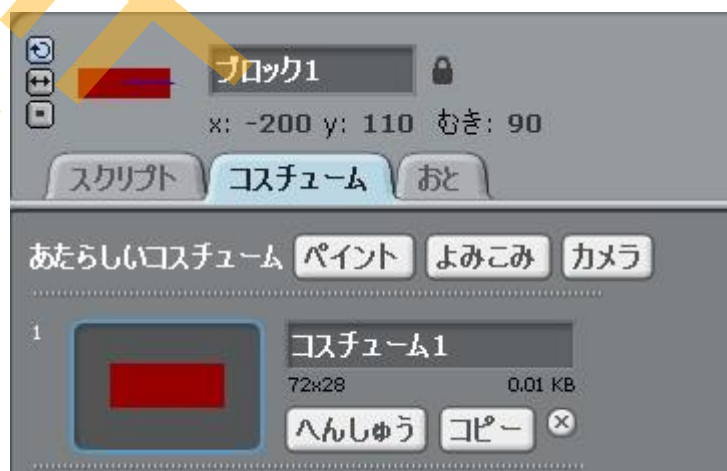 ブロック1
x: -200 y: 110 むき: 90
スクリプト コスチューム おと
あたらしいコスチューム ペイント よみこみ カメラ
1
コスチューム1
72x28 0.01 KB
へんしゅう コピー